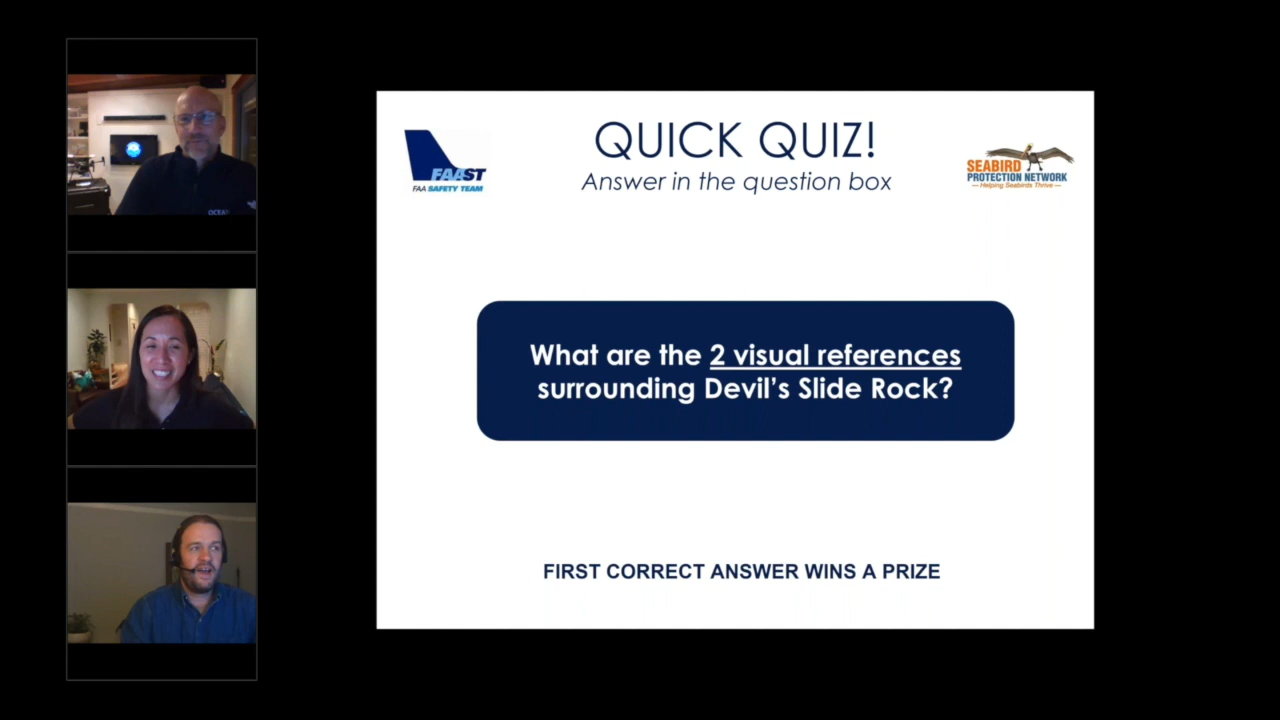 QUICK QUIZ!
Answer in the question box
FAAST
FAA SAFETY TEAM
SEABIRD
PROTECTION NETWORK
— Helping Seabirds Thrive —
What are the 2 visual references
surrounding Devil's Slide Rock?
FIRST CORRECT ANSWER WINS A PRIZE